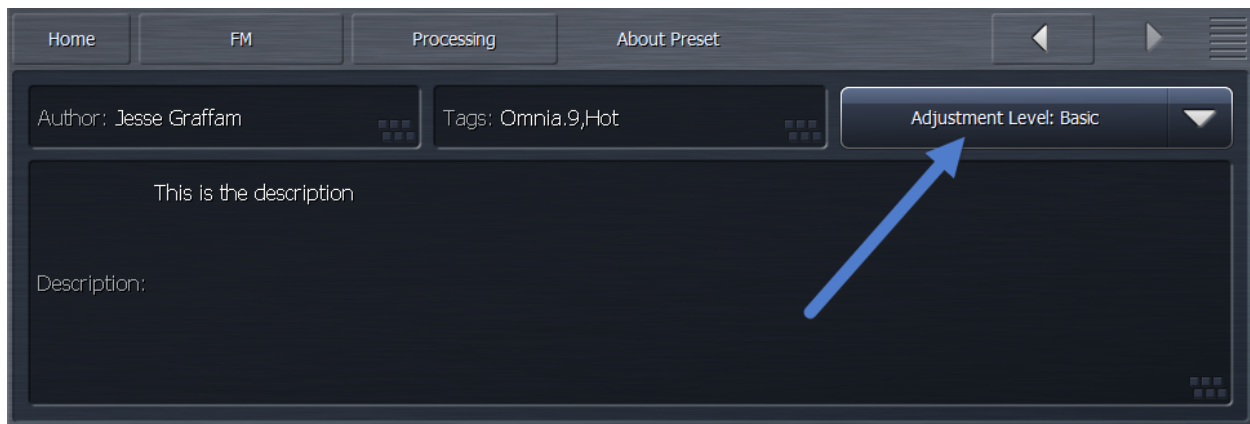 Home FM Processing About Preset
Author: Jesse Graffam Tags: Omnia.9,Hot Adjustment Level: Basic
This is the description
Description: